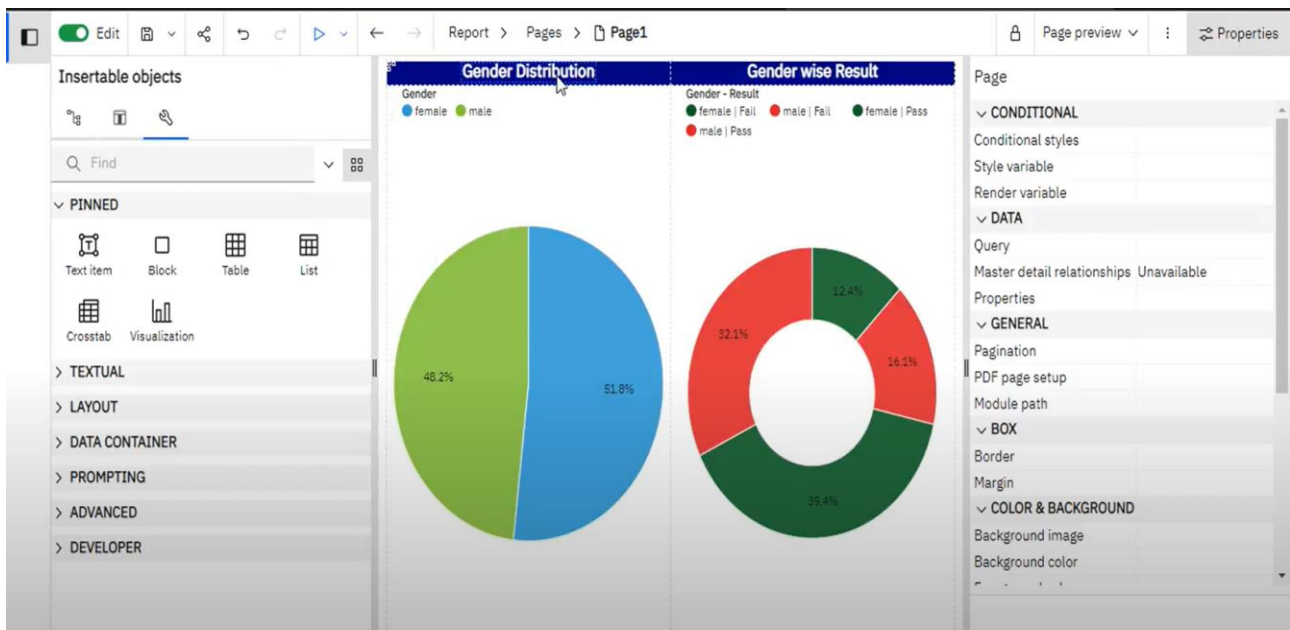 Edit
Report > Pages > Page1
Page preview
Properties
Insertable objects
Find
PINNED
Text item
Block
Table
List
Crosstab
Visualization
TEXTUAL
LAYOUT
DATA CONTAINER
PROMPTING
ADVANCED
DEVELOPER
Gender Distribution
Gender
female male
48.2%
51.8%
Gender wise Result
Gender - Result
female | Fail male | Fail female | Pass
male | Pass
12.4%
32.1%
16.1%
39.4%
Page
CONDITIONAL
Conditional styles
Style variable
Render variable
DATA
Query
Master detail relationships Unavailable
Properties
GENERAL
Pagination
PDF page setup
Module path
BOX
Border
Margin
COLOR & BACKGROUND
Background image
Background color